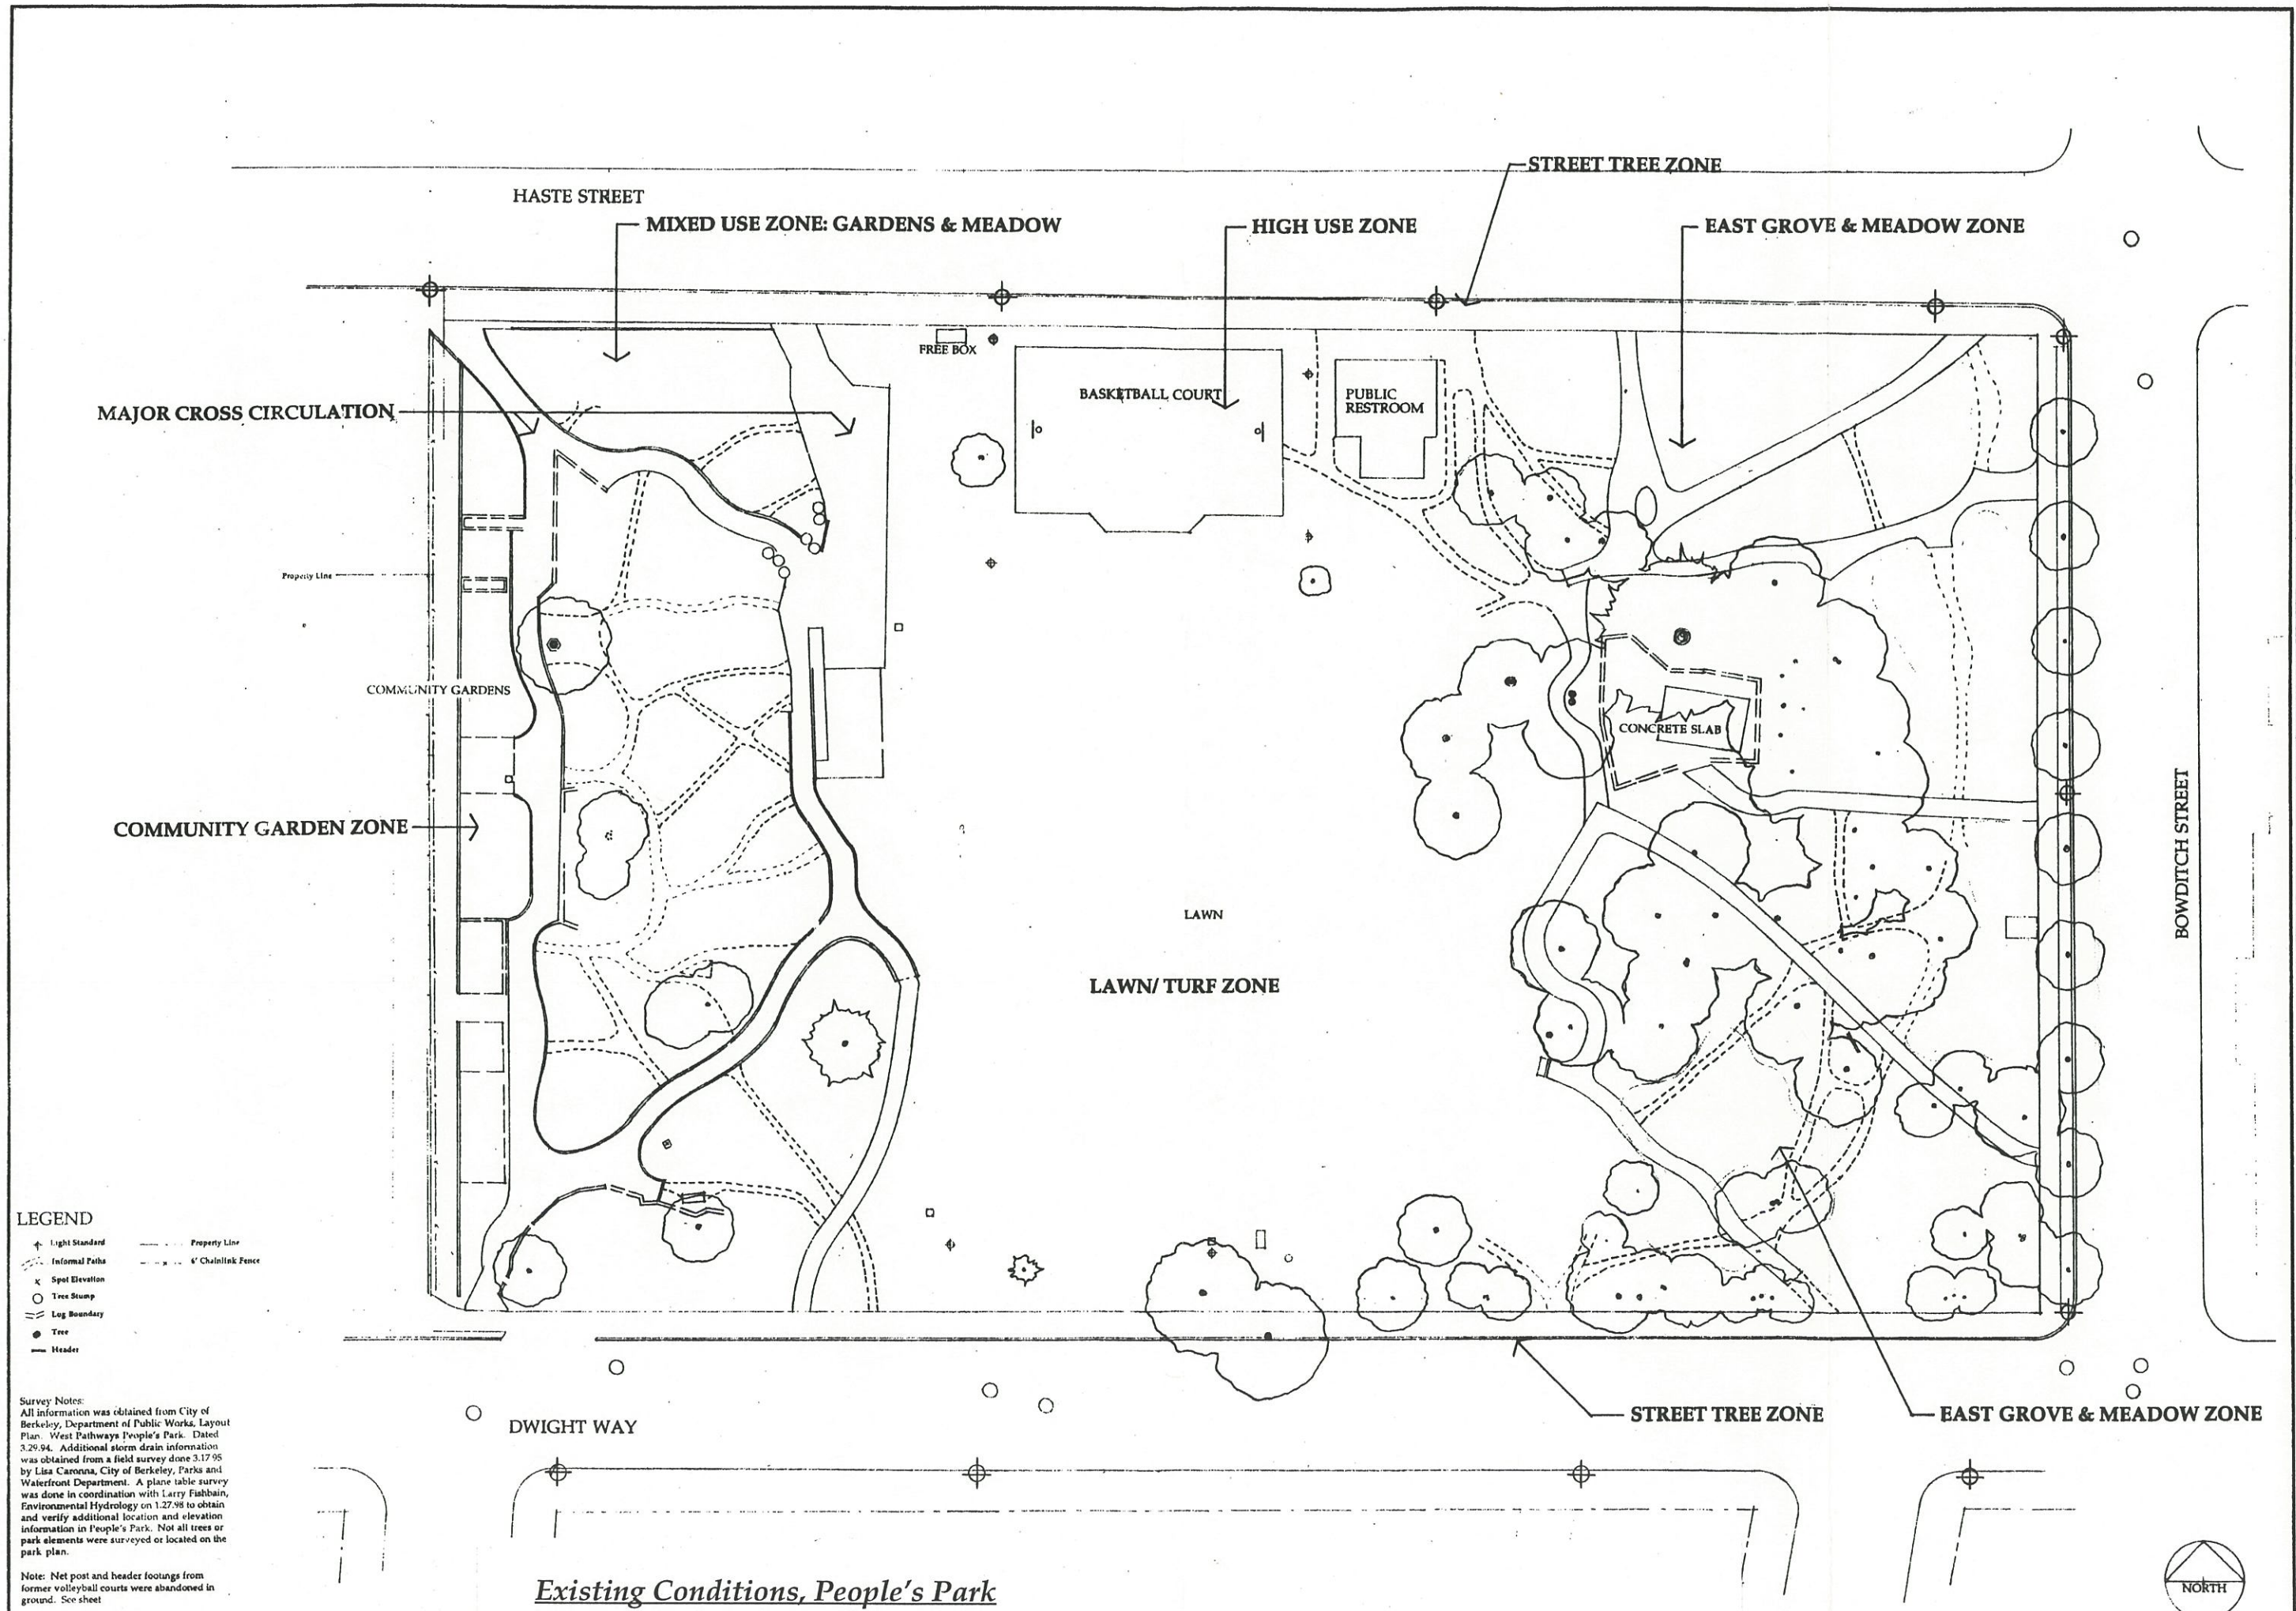 STREET TREE ZONE
HASTE STREET
MIXED USE ZONE: GARDENS & MEADOW
HIGH USE ZONE
EAST GROVE & MEADOW ZONE
FREE BOX
BASKETBALL COURT
PUBLIC
RESTROOM
MAJOR CROSS CIRCULATION
Property Line
COMMUNITY GARDENS
CONCRETE SLAB
COMMUNITY GARDEN ZONE
BOWDITCH STREET
LAWN
LAWN/ TURF ZONE
LEGEND
Light Standard
Property Line
Informal Paths
6' Chainlink Fence
Spot Elevation
Tree Stump
Log Boundary
Tree
Header
STREET TREE ZONE
EAST GROVE & MEADOW ZONE
DWIGHT WAY
Survey Notes:
All information was obtained from City of
Berkeley, Department of Public Works, Layout
Plan. West Pathways People's Park. Dated
3.29.94. Additional storm drain information
was obtained from a field survey done 3.17 95
by Lisa Caronna, City of Berkeley, Parks and
Waterfront Department. A plane table survey
was done in coordination with Larry Fishbain,
Environmental Hydrology on 1.27.98 to obtain
and verify additional location and elevation
information in People's Park. Not all trees or
park elements were surveyed or located on the
park plan.
Note: Net post and header footings from
former volleyball courts were abandoned in
ground. See sheet
Existing Conditions, People's Park
NORTH